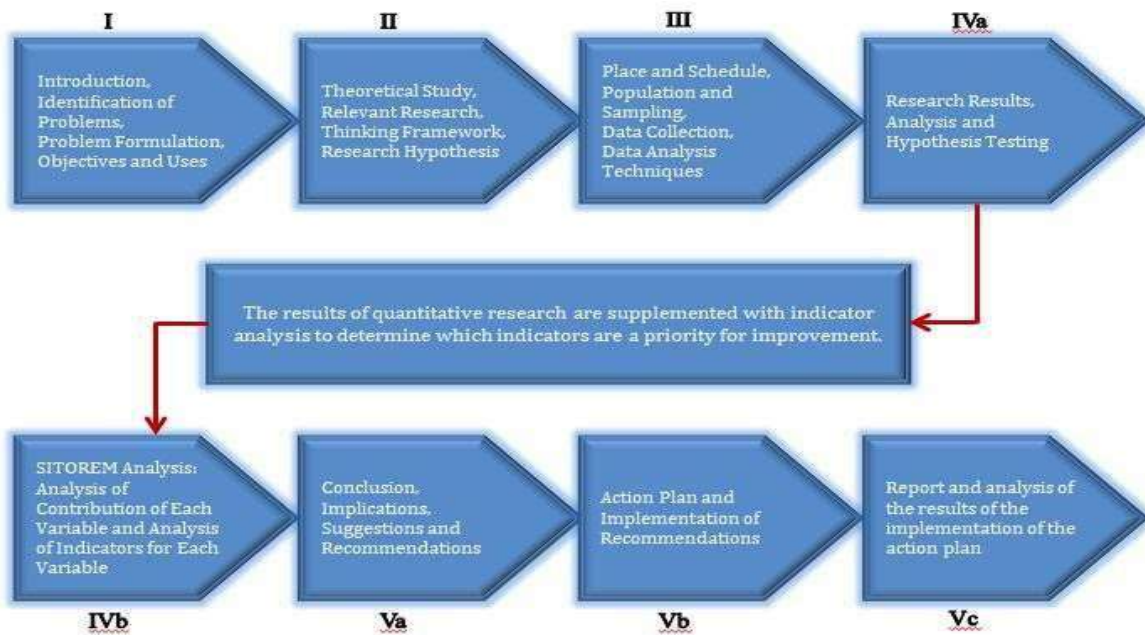 I
II
III
IVa
Introduction,
Identification of
Problems,
Problem Formulation,
Objectives and Uses
Theoretical Study,
Relevant Research,
Thinking Framework,
Research Hypothesis
Place and Schedule,
Population and
Sampling,
Data Collection,
Data Analysis
Techniques
Research Results,
Analysis and
Hypothesis Testing
The results of quantitative research are supplemented with indicator
analysis to determine which indicators are a priority for improvement.
SITOREM Analysis:
Analysis of
Contribution of Each
Variable and Analysis
of Indicators for Each
Variable
Conclusion,
Implications,
Suggestions and
Recommendations
Action Plan and
Implementation of
Recommendations
Report and analysis of
the results of the
implementation of the
action plan
IVb
Va
Vb
Vc